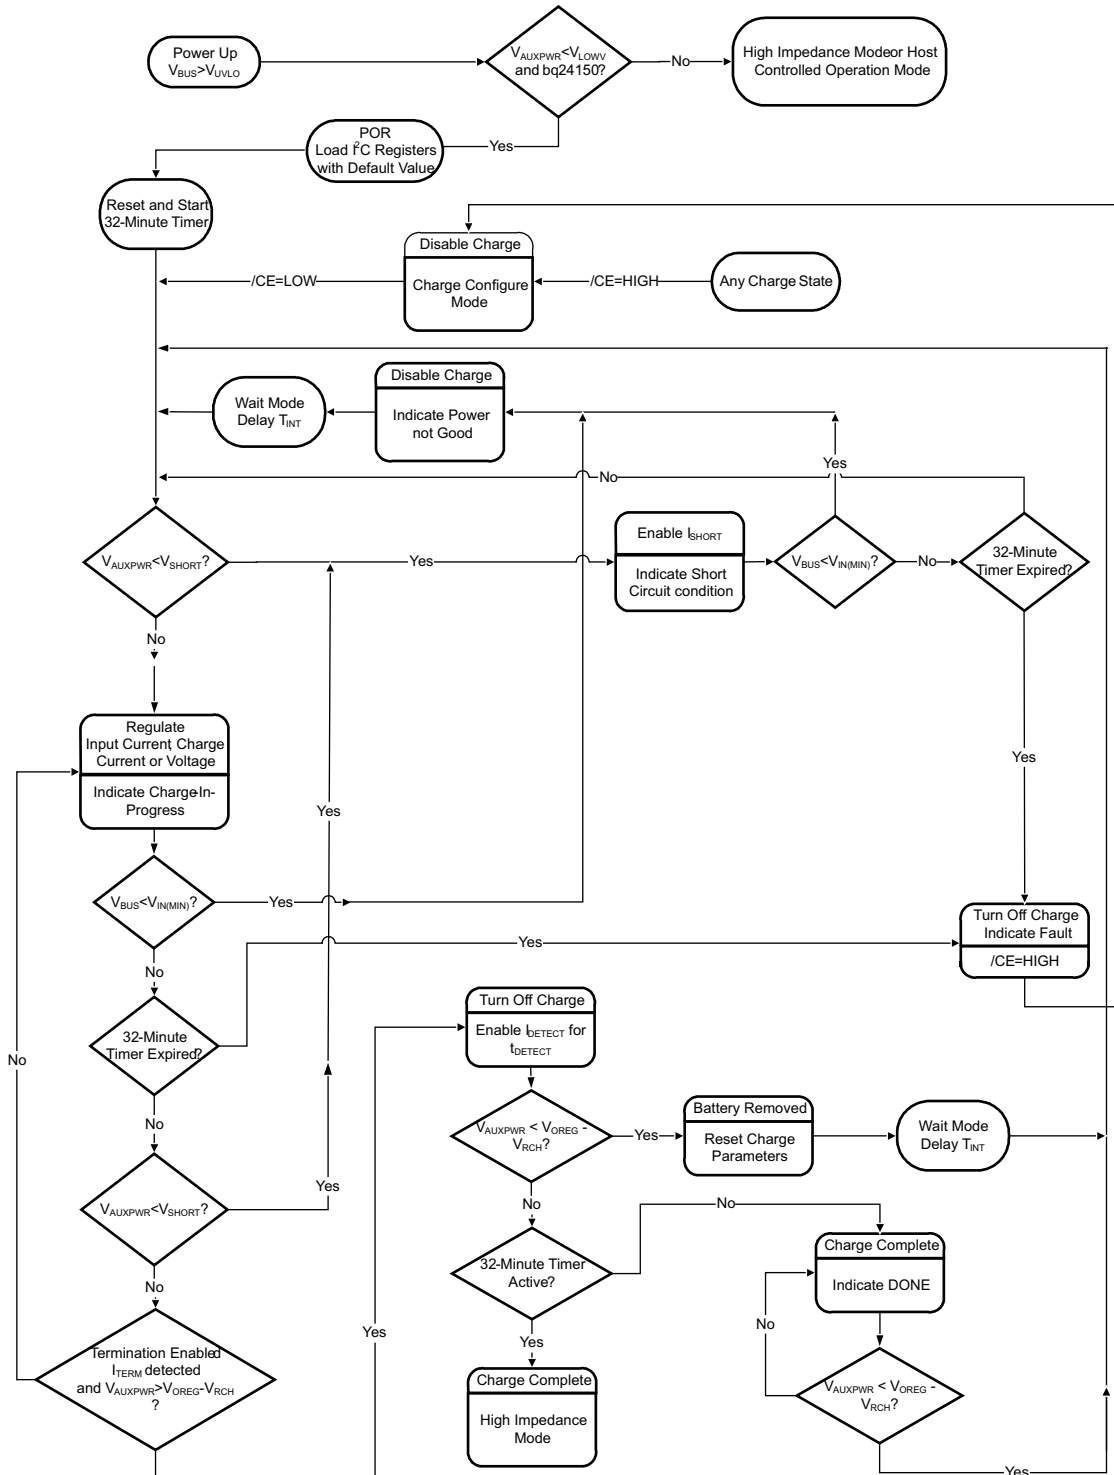 Power Up
VBUS>VUVLO
VAUXPWR<VLOWV
and bq24150?
No
High Impedance Modeor Host
Controlled Operation Mode
Yes
POR
Load I2C Registers
with Default Value
Reset and Start
32-Minute Timer
Disable Charge
Charge Configure
Mode
/CE=LOW
/CE=HIGH
Any Charge State
Disable Charge
Indicate Power
not Good
Wait Mode
Delay TINT
Yes
No
VAUXPWR<VSHORT?
Yes
Enable ISHORT
Indicate Short
Circuit condition
VBUS<VIN(MIN)?
No
32-Minute
Timer Expired?
No
Regulate
Input Current, Charge
Current or Voltage
Indicate Charge-In-
Progress
Yes
Yes
VBUS<VIN(MIN)?
Yes
Turn Off Charge
Indicate Fault
/CE=HIGH
Yes
No
32-Minute
Timer Expired?
No
Turn Off Charge
Enable IDETECT for
tDETECT
No
VAUXPWR < VOREG -
VRCH?
Yes
Battery Removed
Reset Charge
Parameters
Wait Mode
Delay TINT
VAUXPWR<VSHORT?
Yes
No
No
No
32-Minute Timer
Active?
Charge Complete
Indicate DONE
Yes
No
Yes
No
Termination Enabled
ITERM detected
and VAUXPWR>VOREG-VRCH
?
Charge Complete
High Impedance
Mode
VAUXPWR < VOREG -
VRCH?
Yes